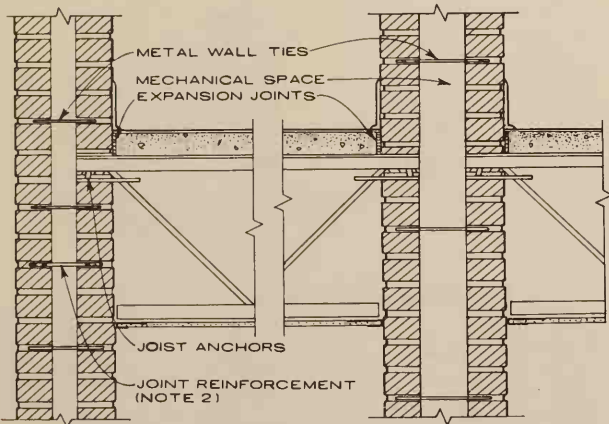 METAL WALL TIES
MECHANICAL SPACE
EXPANSION JOINTS
JOIST ANCHORS
JOINT REINFORCEMENT
(NOTE 2)